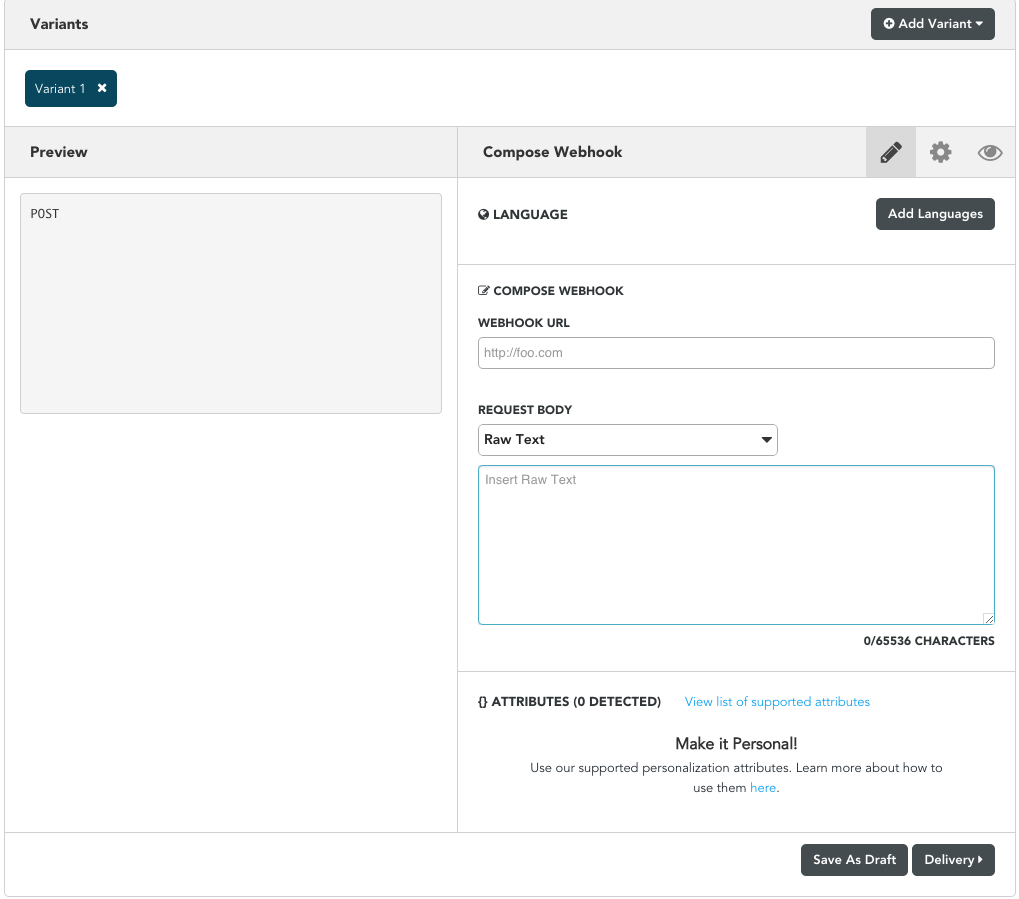 Variants
Add Variant
Variant 1
Preview
Compose Webhook
POST
LANGUAGE
Add Languages
COMPOSE WEBHOOK
WEBHOOK URL
http://foo.com
REQUEST BODY
Raw Text
Insert Raw Text
0/65536 CHARACTERS
{} ATTRIBUTES (0 DETECTED) View list of supported attributes
Make it Personal!
Use our supported personalization attributes. Learn more about how to
use them here.
Save As Draft
Delivery